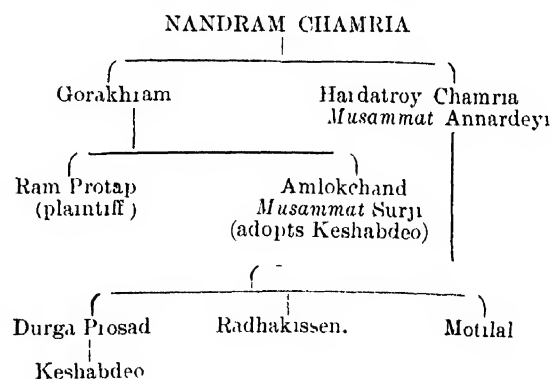 NANDRAM CHAMRIA
Gorakhram Hardatroy Chamria
Musammat Annardeyi
Ram Protap Amlokchand
(plaintiff) Musammat Surji
(adopts Keshabdeo)
Durga Prosad Radhakissen. Motilal
Keshabdeo